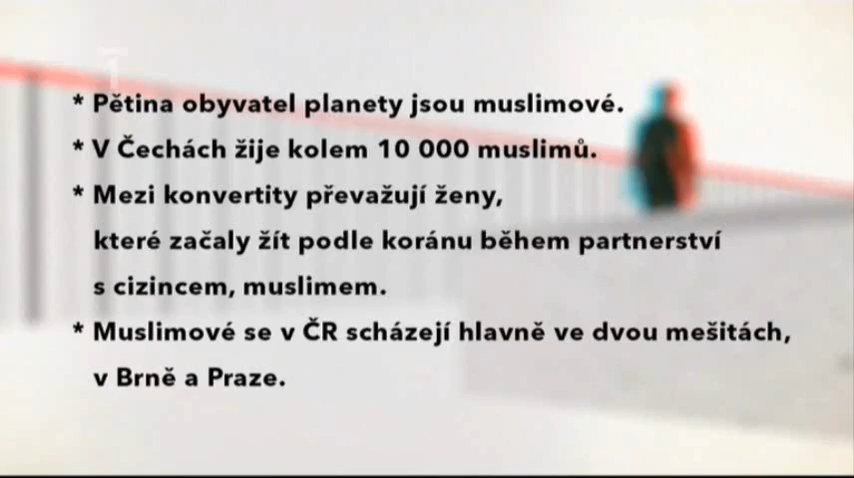 1
* Pětina obyvatel planety jsou muslimové.
* V Čechách žije kolem 10 000 muslimů.
* Mezi konvertity převažují ženy,
které začaly žít podle koránu během partnerství
s cizincem, muslimem.
* Muslimové se v ČR scházejí hlavně ve dvou mešitách,
v Brně a Praze.